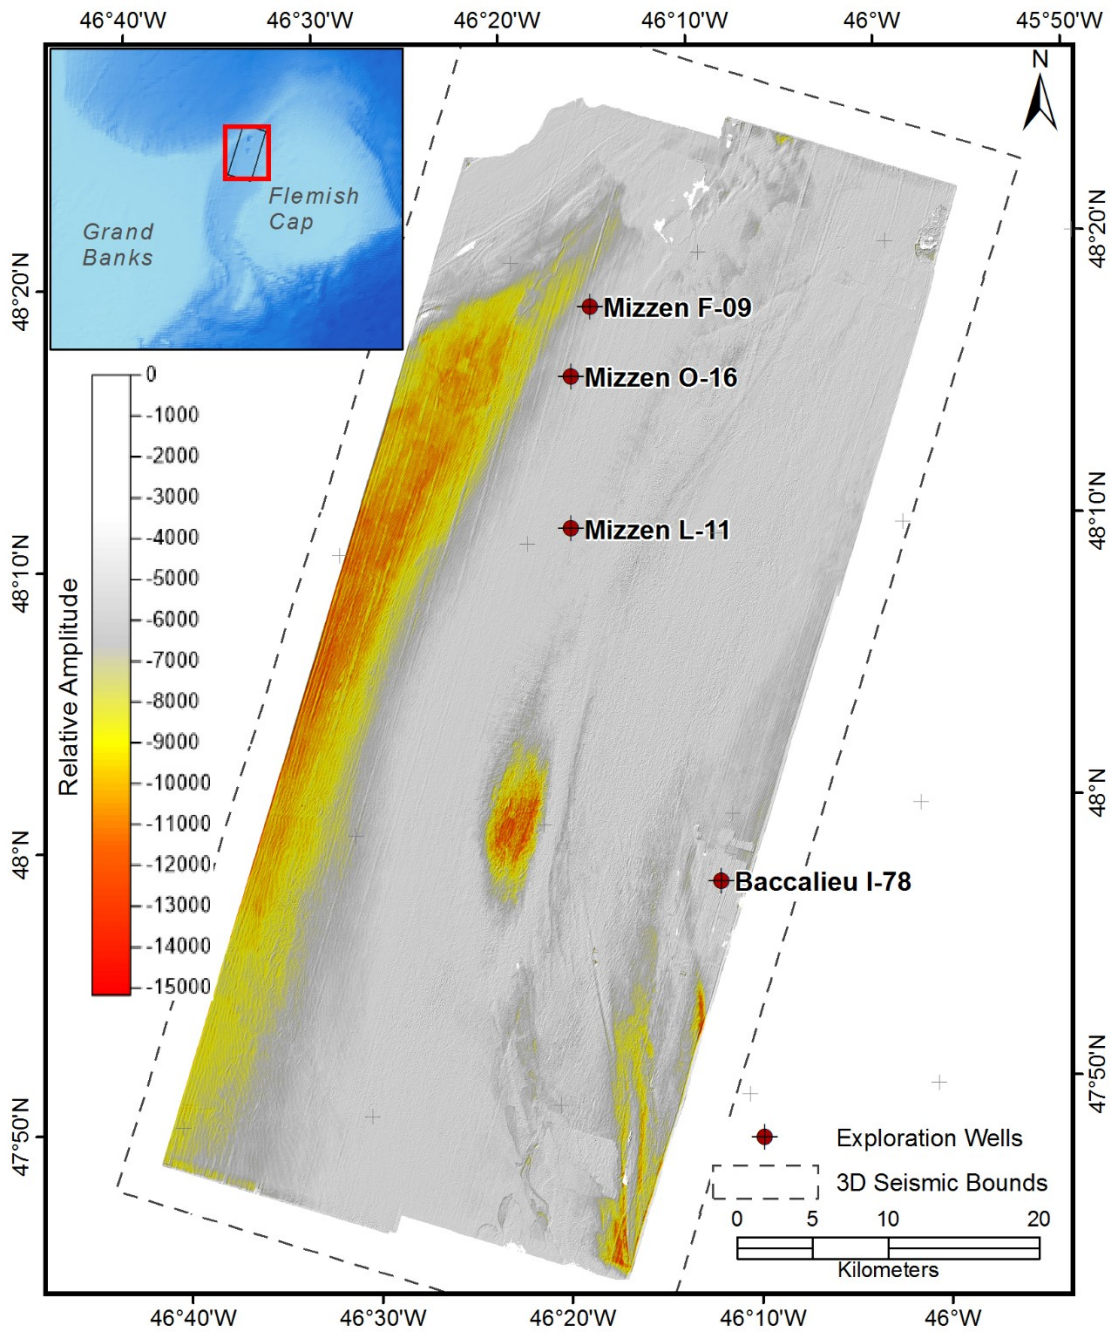 46°40'W 46°30'W 46°20'W 46°10'W 46°W 45°50'W
N
Flemish
Cap
Grand
Banks
48°20'N
48°20'N
Mizzen F-09
Mizzen O-16
0
-1000
-2000
-3000
-4000
-5000
-6000
-7000
-8000
-9000
-10000
-11000
-12000
-13000
-14000
-15000
Relative Amplitude
48°10'N
Mizzen L-11
48°10'N
48°N
48°N
Baccalieu I-78
47°50'N
47°50'N
Exploration Wells
3D Seismic Bounds
0 5 10 20
Kilometers
46°40'W 46°30'W 46°20'W 46°10'W 46°W